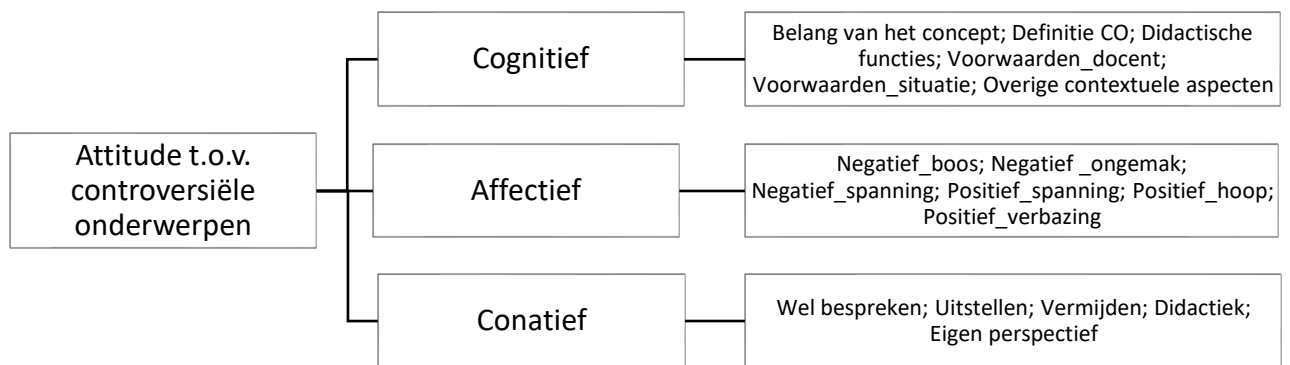 Attitude t.o.v.
controversiële
onderwerpen
Cognitief
Belang van het concept; Definitie CO; Didactische
functies; Voorwaarden_docent;
Voorwaarden_situatie; Overige contextuele aspecten
Affectief
Negatief_boos; Negatief _ongemak;
Negatief_spanning; Positief_spanning; Positief_hoop;
Positief_verbazing
Conatief
Wel bespreken; Uitstellen; Vermijden; Didactiek;
Eigen perspectief